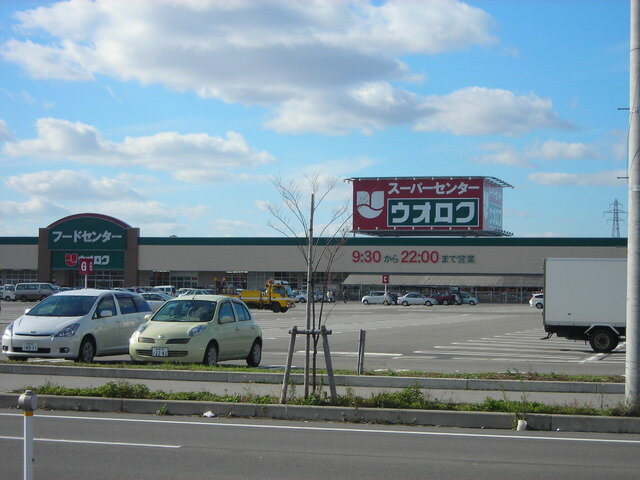 スーパーセンター
ウオロク
フードセンター
ウオロク
9:30から22:00まで営業
G